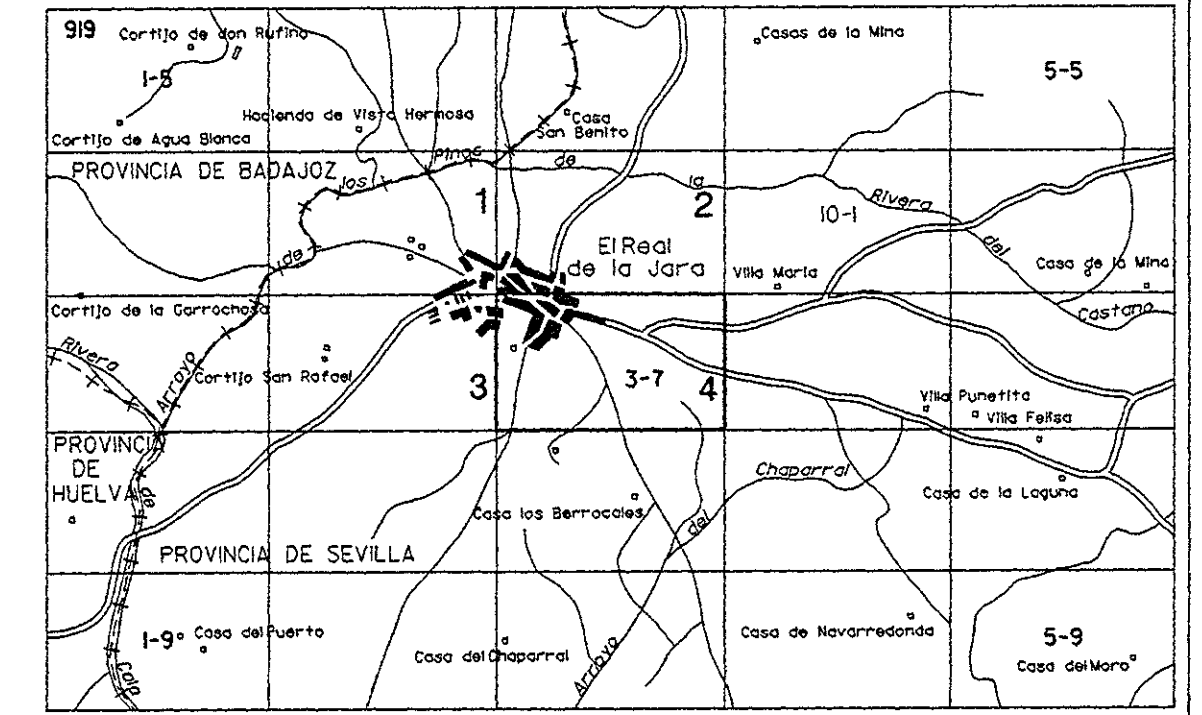 919
Cortijo de don Rufino
Casas de la Mina
1-5
5-5
Hacienda de Vista Hermosa
Casa
San Benito
Cortijo de Agua Blanca
PROVINCIA DE BADAJOZ
los
Pinos
de
la
Rivera
1
2
10-1
de
del
El Real
de la Jara
Villa Maria
Casa de la Mina
Cortijo de la Garrochosa
Castano
Rivera
Arroyo
Cortijo San Rafael
3
3-7
4
Villa Punetita
Villa Felisa
PROVINCIA
DE
HUELVA
de
Chaparral
Casa de la Laguna
Casa los Berrocales
del
PROVINCIA DE SEVILLA
1-9
Casa del Puerto
Casa de Navarredonda
5-9
Casa del Chaparral
Arroyo
Casa del Moro
Cala